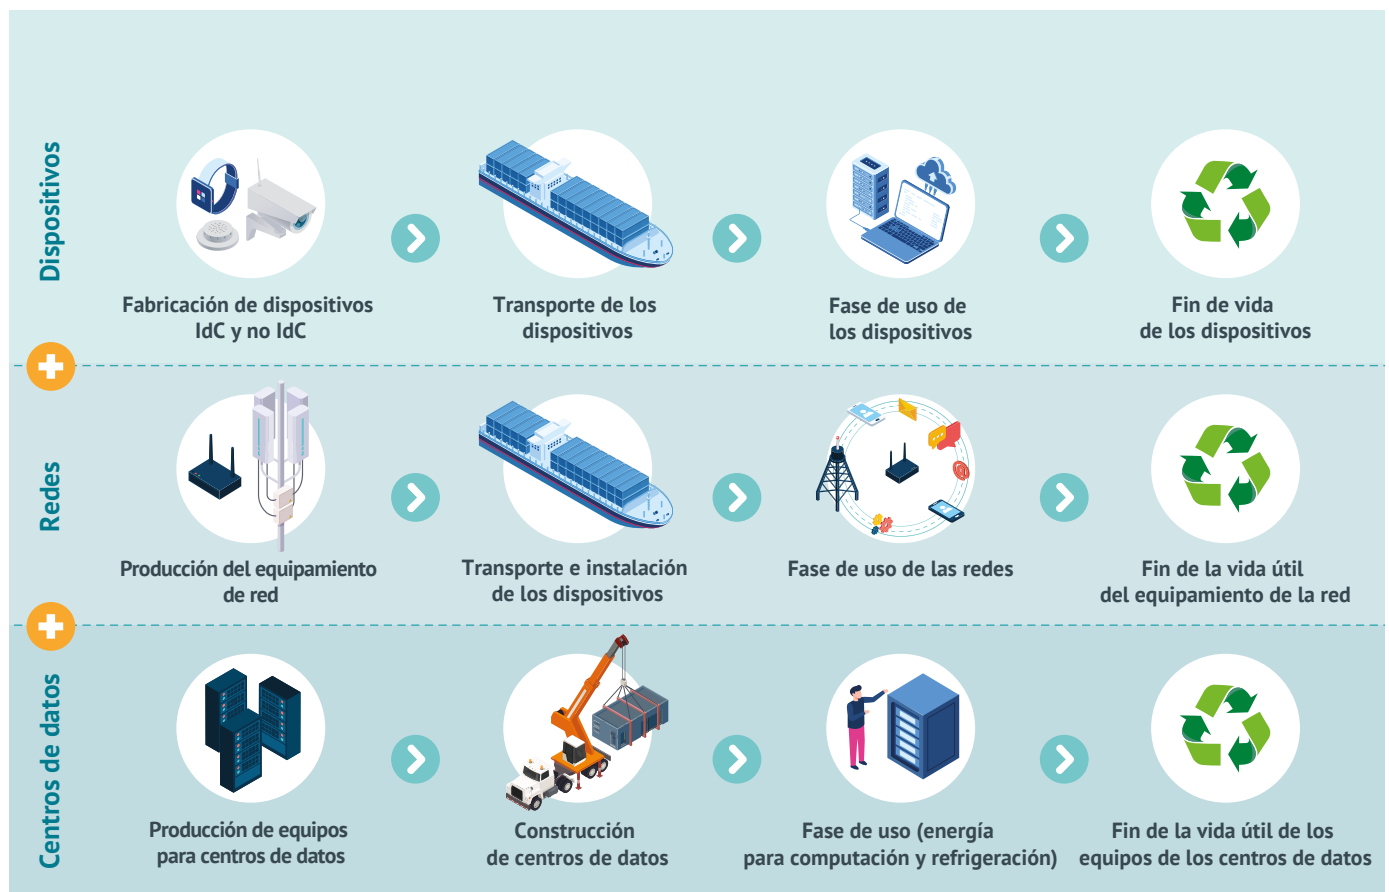 Dispositivos
Fabricación de dispositivos
IdC y no IdC
Transporte de los
dispositivos
Fase de uso de
los dispositivos
Fin de vida
de los dispositivos
Redes
Producción del equipamiento
de red
Transporte e instalación
de los dispositivos
Fase de uso de las redes
Fin de la vida útil
del equipamiento de la red
Centros de datos
Producción de equipos
para centros de datos
Construcción
de centros de datos
Fase de uso (energía
para computación y refrigeración)
Fin de la vida útil de los
equipos de los centros de datos